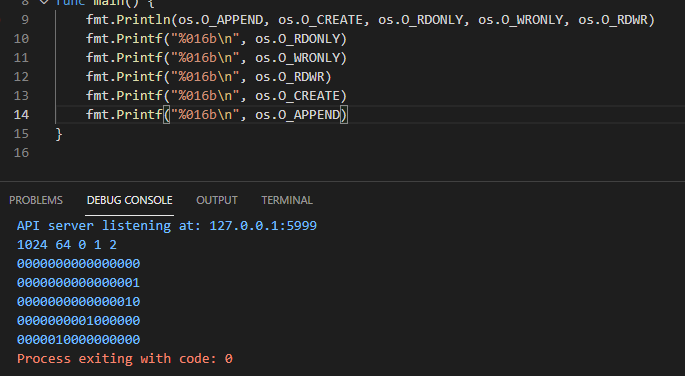 8 func main() {
9 fmt.Println(os.O_APPEND, os.O_CREATE, os.O_RDONLY, os.O_WRONLY, os.O_RDWR)
10 fmt.Printf("%016b\n", os.O_RDONLY)
11 fmt.Printf("%016b\n", os.O_WRONLY)
12 fmt.Printf("%016b\n", os.O_RDWR)
13 fmt.Printf("%016b\n", os.O_CREATE)
14 fmt.Printf("%016b\n", os.O_APPEND)
15 }
16
PROBLEMS DEBUG CONSOLE OUTPUT TERMINAL
API server listening at: 127.0.0.1:5999
1024 64 0 1 2
0000000000000000
0000000000000001
0000000000000010
0000000001000000
0000010000000000
Process exiting with code: 0